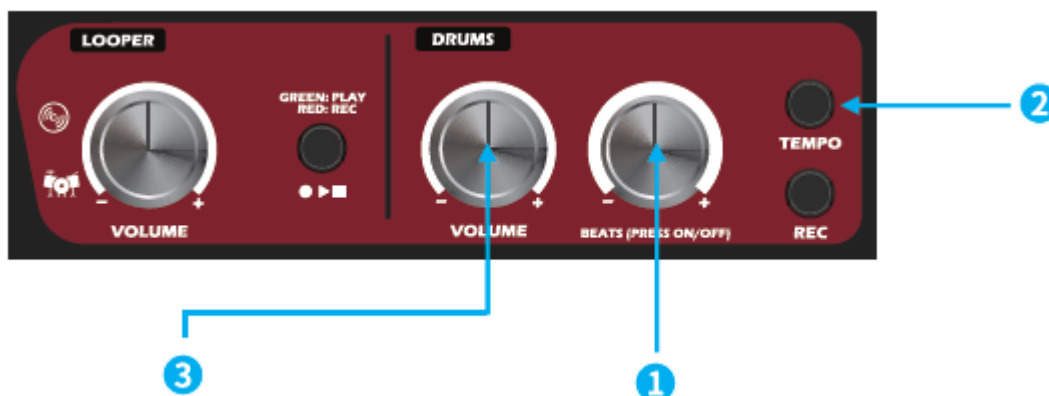 LOOPER
DRUMS
GREEN: PLAY
RED: REC
TEMPO
- +
- +
- +
VOLUME
VOLUME
BEATS (PRESS ON/OFF)
REC
2
3
1